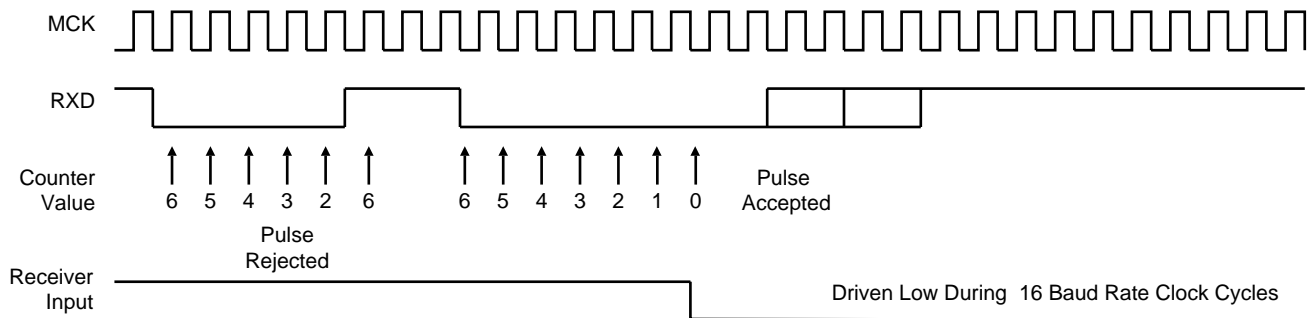 MCK
RXD
Counter
Value
6 5 4 3 2 6 6 5 4 3 2 1 0
Pulse
Accepted
Pulse
Rejected
Receiver
Input
Driven Low During 16 Baud Rate Clock Cycles